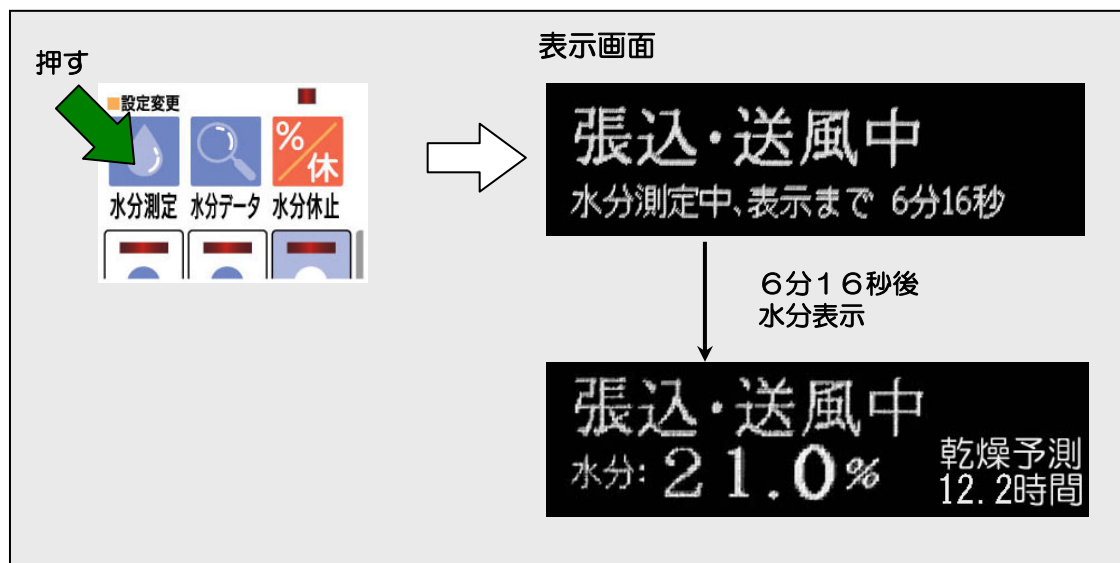 押す
表示画面
■設定変更
%
休
水分測定 水分データ 水分休止
張込・送風中
水分測定中、表示まで 6分16秒
6分16秒後
水分表示
張込・送風中
水分: 21.0%
乾燥予測
12.2時間